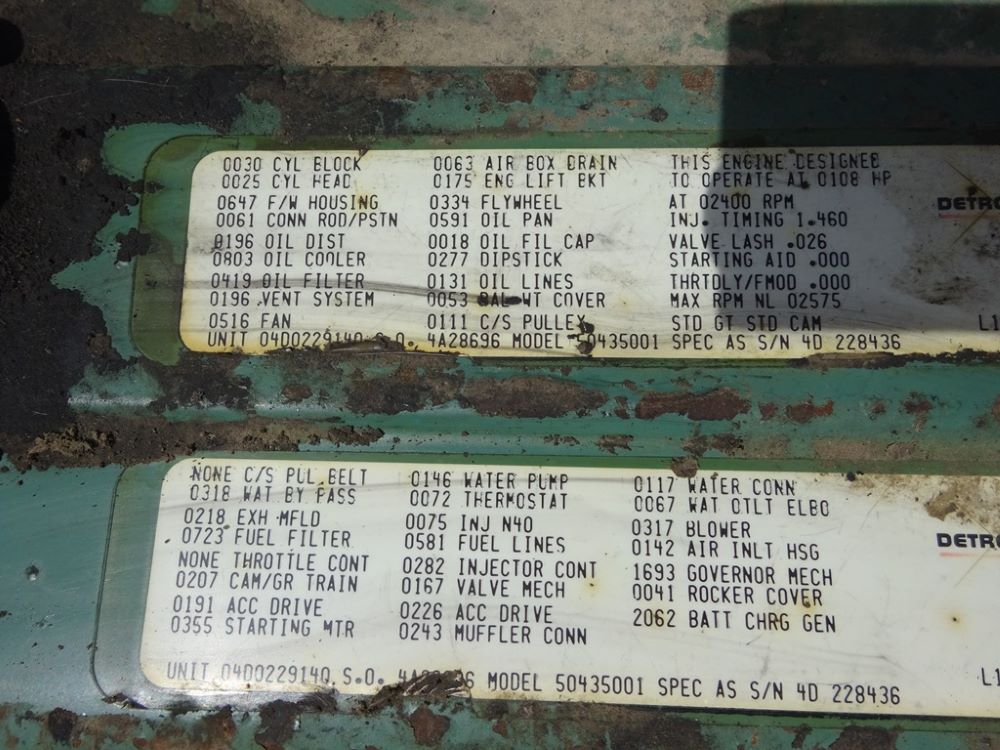 0030 CYL BLOCK 0063 AIR BOX DRAIN THIS ENGINE DESIGNED
0025 CYL HEAD 0175 ENG LIFT BKT TO OPERATE AT 0108 HP
0647 F/W HOUSING 0334 FLYWHEEL AT 02400 RPM
0061 CONN ROD/PSTN 0591 OIL PAN INJ. TIMING 1.460
0196 OIL DIST 0018 OIL FIL CAP VALVE LASH .026
0803 OIL COOLER 0277 DIPSTICK STARTING AID .000
0419 OIL FILTER 0131 OIL LINES THRTDLY/FMOD .000
0196 VENT SYSTEM 0053 BAL WT COVER MAX RPM NL 02575
0516 FAN 0111 C/S PULLEY STD GT STD CAM
UNIT 04D0229140 S.O. 4A28696 MODEL 50435001 SPEC AS S/N 4D 228436
DETRO
L1
NONE C/S PUL BELT 0146 WATER PUMP 0117 WATER CONN
0318 WAT BY PASS 0072 THERMOSTAT 0067 WAT OTLT ELBO
0218 EXH MFLD 0075 INJ N40 0317 BLOWER
0723 FUEL FILTER 0581 FUEL LINES 0142 AIR INLT HSG
NONE THROTTLE CONT 0282 INJECTOR CONT 1693 GOVERNOR MECH
0207 CAM/GR TRAIN 0167 VALVE MECH 0041 ROCKER COVER
0191 ACC DRIVE 0226 ACC DRIVE 2062 BATT CHRG GEN
0355 STARTING MTR 0243 MUFFLER CONN
UNIT 04D0229140 S.O. MODEL 50435001 SPEC AS S/N 4D 228436
DETRO
L1